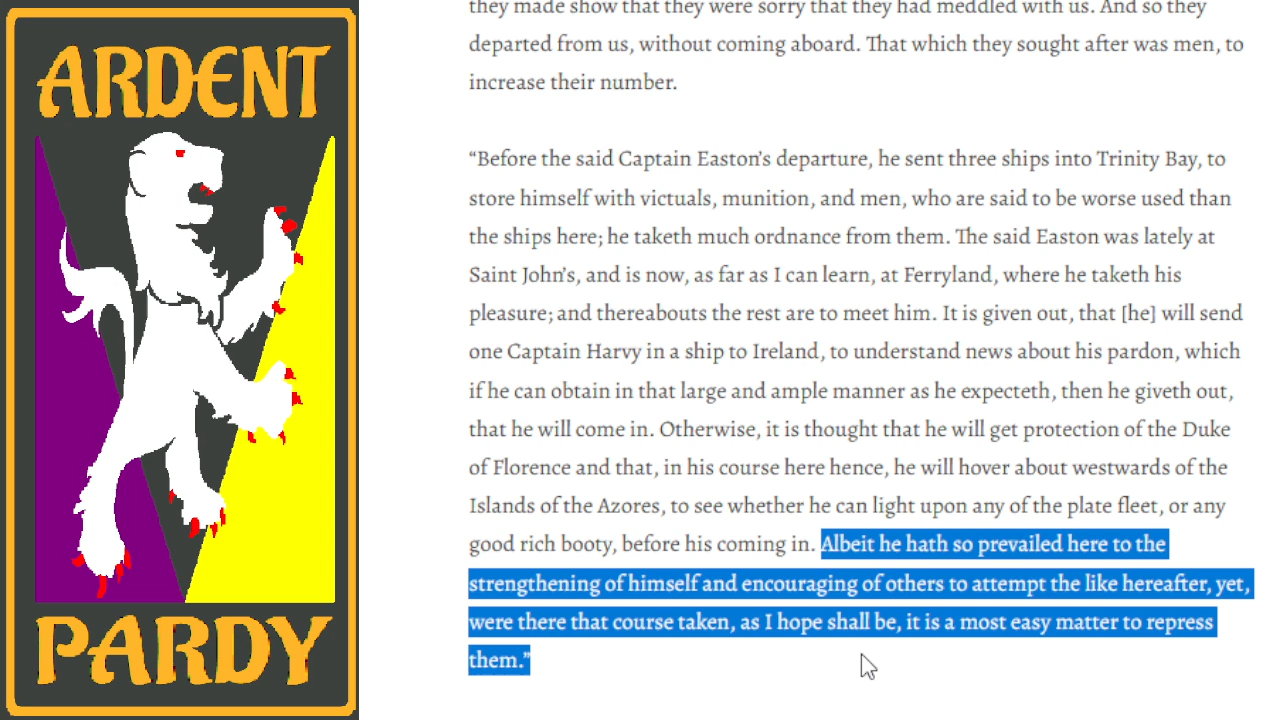 ARDENT
PARDY
they made show that they were sorry that they had meddled with us. And so they
departed from us, without coming aboard. That which they sought after was men, to
increase their number.
“Before the said Captain Easton’s departure, he sent three ships into Trinity Bay, to
store himself with victuals, munition, and men, who are said to be worse used than
the ships here; he taketh much ordnance from them. The said Easton was lately at
Saint John’s, and is now, as far as I can learn, at Ferryland, where he taketh his
pleasure; and thereabouts the rest are to meet him. It is given out, that [he] will send
one Captain Harvy in a ship to Ireland, to understand news about his pardon, which
if he can obtain in that large and ample manner as he expecteth, then he giveth out,
that he will come in. Otherwise, it is thought that he will get protection of the Duke
of Florence and that, in his course here hence, he will hover about westwards of the
Islands of the Azores, to see whether he can light upon any of the plate fleet, or any
good rich booty, before his coming in. Albeit he hath so prevailed here to the
strengthening of himself and encouraging of others to attempt the like hereafter, yet,
were there that course taken, as I hope shall be, it is a most easy matter to repress
them.”